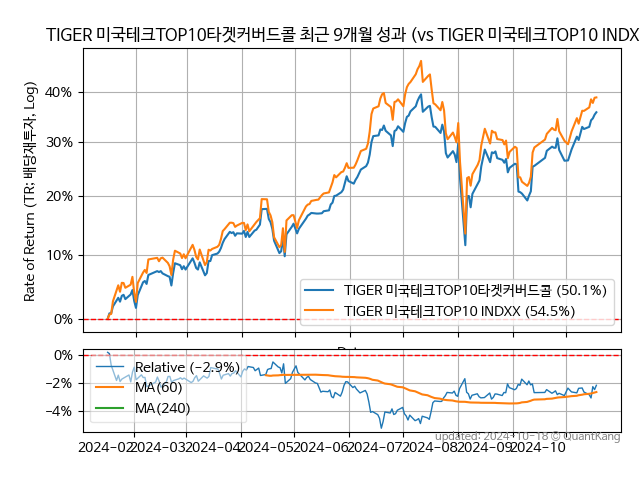 TIGER 미국테크TOP10타겟커버드콜 최근 9개월 성과 (vs TIGER 미국테크TOP10 INDX
Rate of Return (TR: 배당재투자, Log)
40%
30%
20%
10%
0%
TIGER 미국테크TOP10타겟커버드콜 (50.1%)
TIGER 미국테크TOP10 INDXX (54.5%)
0%
−2%
−4%
Relative (−2.9%)
MA(60)
MA(240)
2024-02
2024-03
2024-04
2024-05
2024-06
2024-07
2024-08
2024-09
2024-10
updated: 2024-10-18 © QuantKang